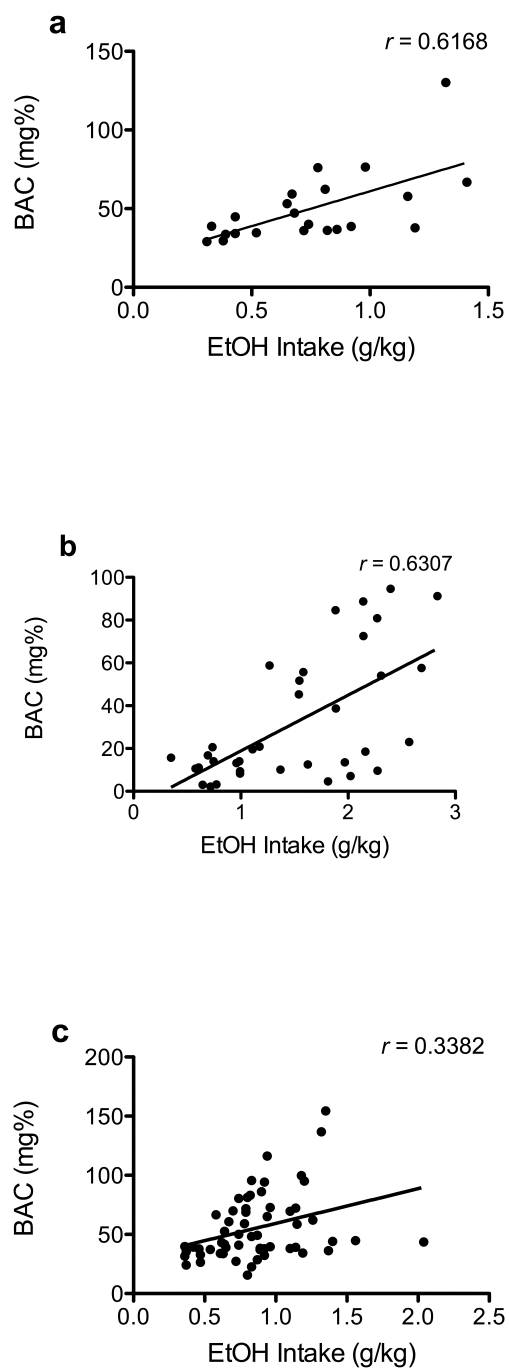 a
r = 0.6168
150
100
50
0
BAC (mg%)
0.0 0.5 1.0 1.5
EtOH Intake (g/kg)
b
r = 0.6307
100
80
60
40
20
0
BAC (mg%)
0 1 2 3
EtOH Intake (g/kg)
c
r = 0.3382
200
150
100
50
0
BAC (mg%)
0.0 0.5 1.0 1.5 2.0 2.5
EtOH Intake (g/kg)